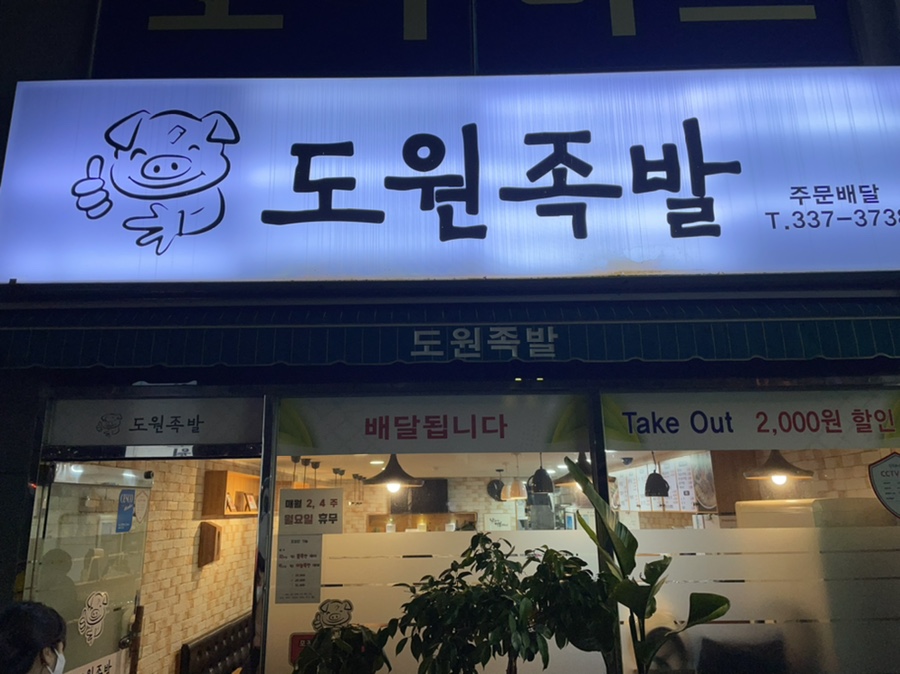 도원족발
주문배달
T.337-3738
도원족발
도원족발
배달됩니다
Take Out 2,000원 할인
매월 2, 4 주
월요일 휴무
CCTV